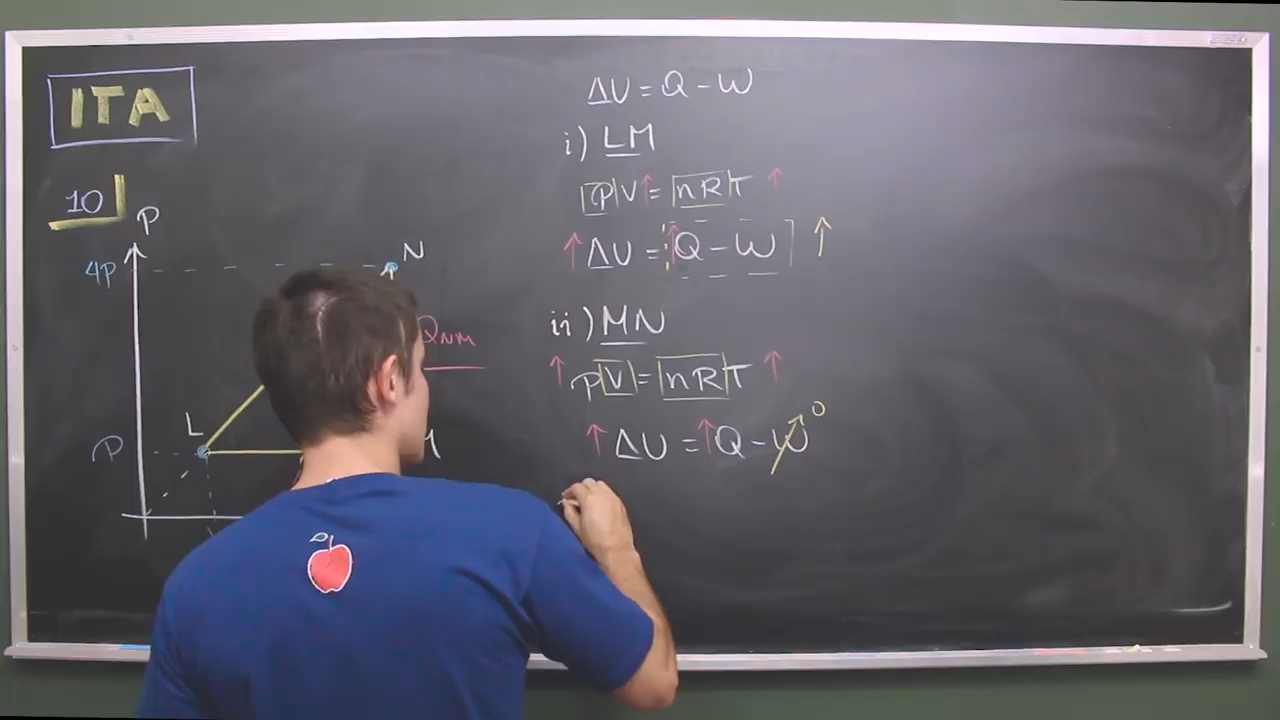 ITA
10
P
4P
N
QNM
L
P
ΔU = Q - W
i) LM
PV = nRT
ΔU = Q - W
ii) MN
PV = nRT
ΔU = Q - W 0